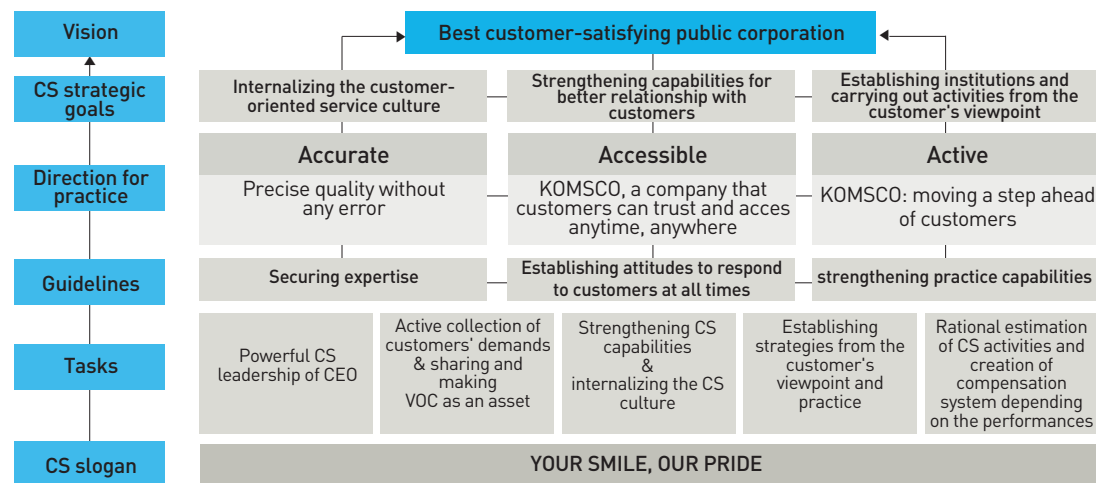 Vision
Best customer-satisfying public corporation
CS strategic
goals
Internalizing the customer-
oriented service culture
Strengthening capabilities for
better relationship with
customers
Establishing institutions and
carrying out activities from the
customer's viewpoint
Direction for
practice
Accurate
Precise quality without
any error
Accessible
KOMSCO, a company that
customers can trust and acces
anytime, anywhere
Active
KOMSCO: moving a step ahead
of customers
Guidelines
Securing expertise
Establishing attitudes to respond
to customers at all times
strengthening practice capabilities
Tasks
Powerful CS
leadership of CEO
Active collection of
customers' demands
& sharing and
making
VOC as an asset
Strengthening CS
capabilities
&
internalizing the CS
culture
Establishing
strategies from the
customer's
viewpoint and
practice
Rational estimation
of CS activities and
creation of
compensation
system depending
on the performances
CS slogan
YOUR SMILE, OUR PRIDE